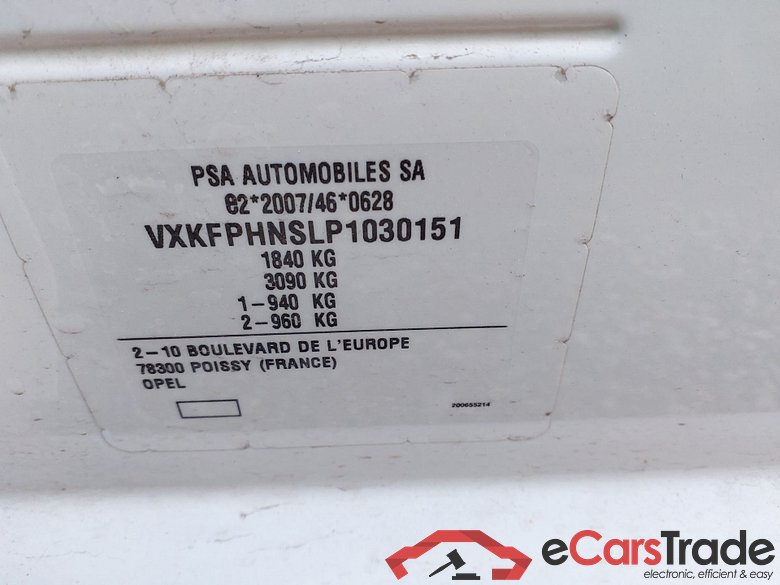 PSA AUTOMOBILES SA
e2*2007/46*0628
VXKFPHNSLP1030151
1840 KG
3090 KG
1-940 KG
2-960 KG
2-10 BOULEVARD DE L'EUROPE
78300 POISSY (FRANCE)
OPEL
200655214
eCarsTrade
electronic, efficient & easy